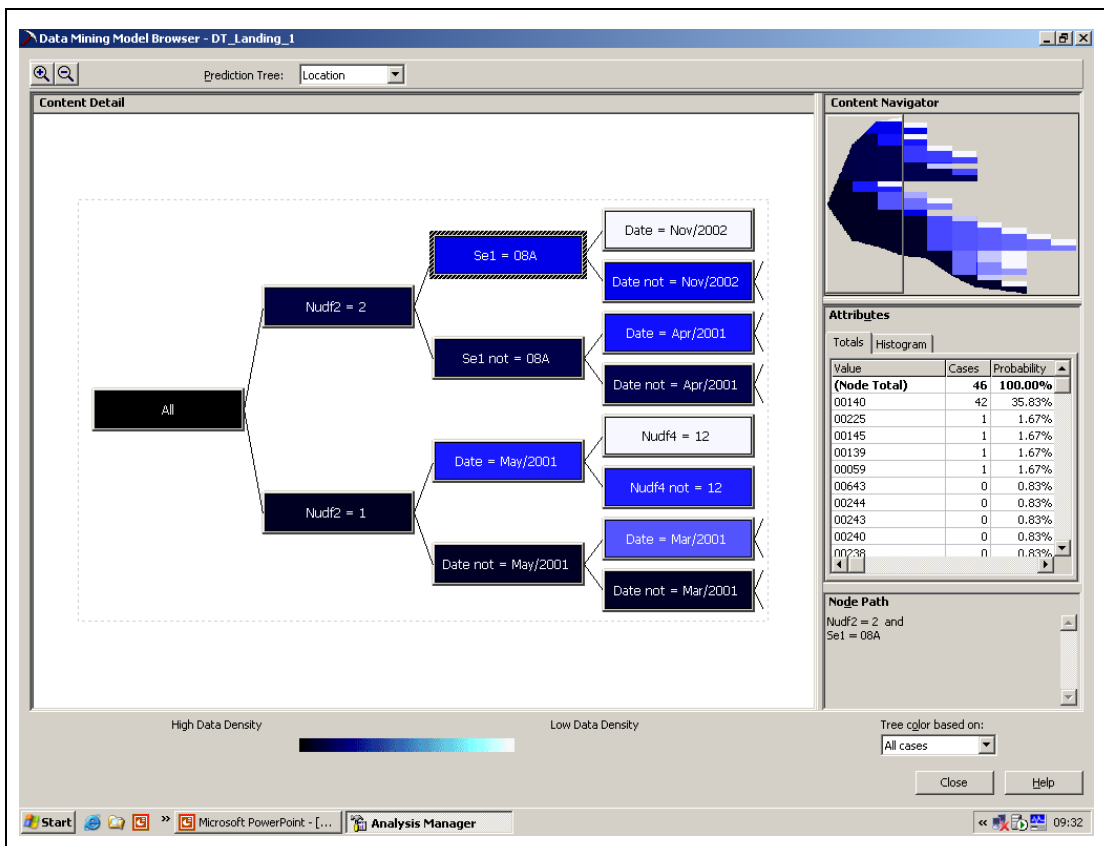 Data Mining Model Browser - DT_Landing_1
Prediction Tree: Location
Content Detail
All
Nudf2 = 2
Nudf2 = 1
Se1 = 08A
Se1 not = 08A
Date = May/2001
Date not = May/2001
Date = Nov/2002
Date not = Nov/2002
Date = Apr/2001
Date not = Apr/2001
Nudf4 = 12
Nudf4 not = 12
Date = Mar/2001
Date not = Mar/2001
Content Navigator
Attributes
Totals Histogram
Value Cases Probability
(Node Total) 46 100.00%
00140 42 35.83%
00225 1 1.67%
00145 1 1.67%
00139 1 1.67%
00059 1 1.67%
00643 0 0.83%
00244 0 0.83%
00243 0 0.83%
00240 0 0.83%
00238 0 0.83%
Node Path
Nudf2 = 2 and
Se1 = 08A
High Data Density Low Data Density
Tree color based on:
All cases
Close Help
Start » Microsoft PowerPoint - [... Analysis Manager « 09:32